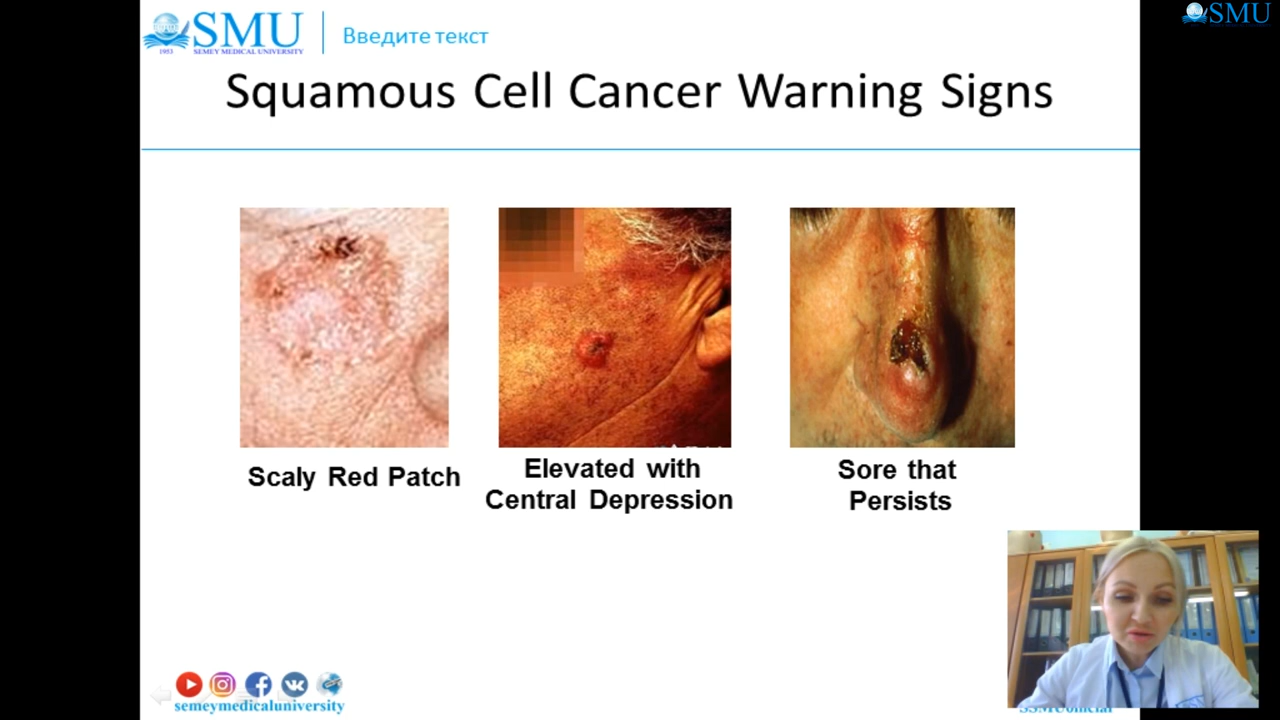 SMU
1953 SEMEY MEDICAL UNIVERSITY
Введите текст
SMU
Squamous Cell Cancer Warning Signs
Scaly Red Patch
Elevated with
Central Depression
Sore that
Persists
semeymedicaluniversity